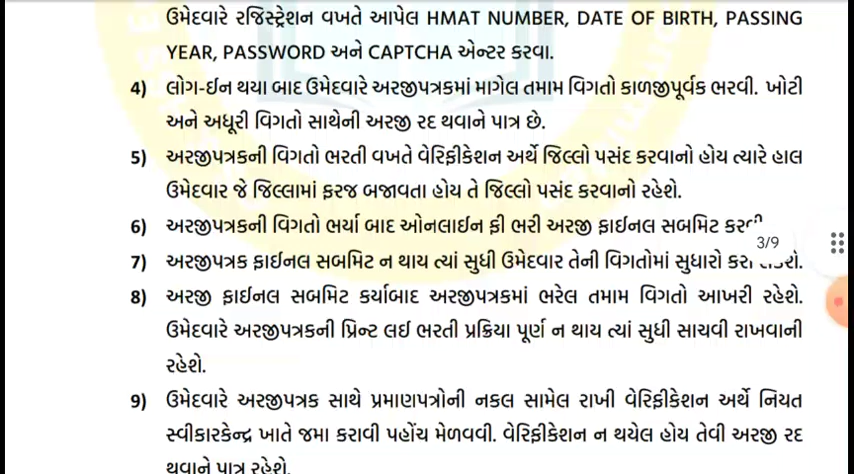 ઉમેદવારે રજિસ્ટ્રેશન વખતે આપેલ HMAT NUMBER, DATE OF BIRTH, PASSING
YEAR, PASSWORD અને CAPTCHA એન્ટર કરવા.
4) લોગ-ઈન થયા બાદ ઉમેદવારે અરજીપત્રકમાં માગેલ તમામ વિગતો કાળજીપૂર્વક ભરવી. ખોટી
અને અધૂરી વિગતો સાથેની અરજી રદ થવાને પાત્ર છે.
5) અરજીપત્રકની વિગતો ભરતી વખતે વેરિફીકેશન અર્થે જિલ્લો પસંદ કરવાનો હોય ત્યારે હાલ
ઉમેદવાર જે જિલ્લામાં ફરજ બજાવતા હોય તે જિલ્લો પસંદ કરવાનો રહેશે.
6) અરજીપત્રકની વિગતો ભર્યા બાદ ઓનલાઈન ફી ભરી અરજી ફાઈનલ સબમિટ
3/9
7) અરજીપત્રક ફાઈનલ સબમિટ ન થાય ત્યાં સુધી ઉમેદવાર તેની વિગતોમાં સુધારો
8) અરજી ફાઈનલ સબમિટ કર્યાબાદ અરજીપત્રકમાં ભરેલ તમામ વિગતો આખરી રહેશે.
ઉમેદવારે અરજીપત્રકની પ્રિન્ટ લઈ ભરતી પ્રક્રિયા પૂર્ણ ન થાય ત્યાં સુધી સાચવી રાખવાની
રહેશે.
9) ઉમેદવારે અરજીપત્રક સાથે પ્રમાણપત્રોની નકલ સામેલ રાખી વેરિફીકેશન અર્થે નિયત
સ્વીકારકેન્દ્ર ખાતે જમા કરાવી પહોંચ મેળવવી. વેરિફીકેશન ન થયેલ હોય તેવી અરજી રદ
થવાને પાત્ર રહેશે.